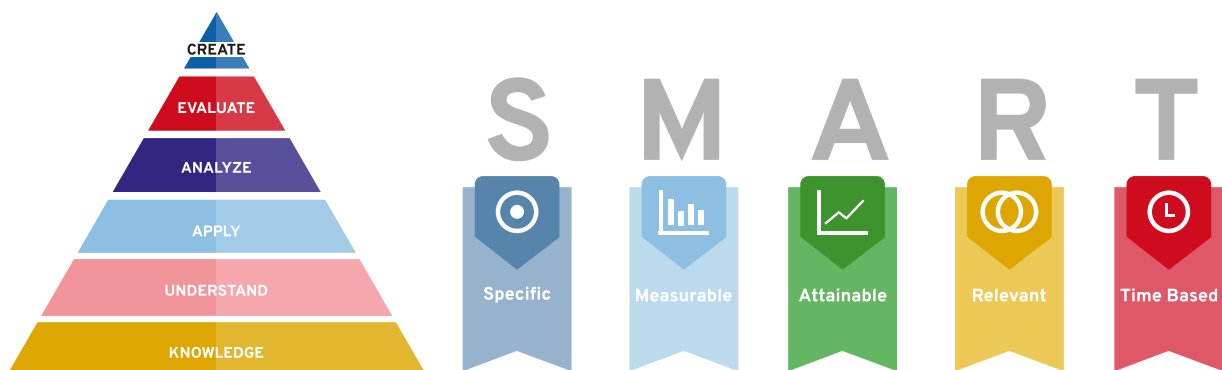 CREATE
EVALUATE
ANALYZE
APPLY
UNDERSTAND
KNOWLEDGE
S M A R T
Specific Measurable Attainable Relevant Time Based